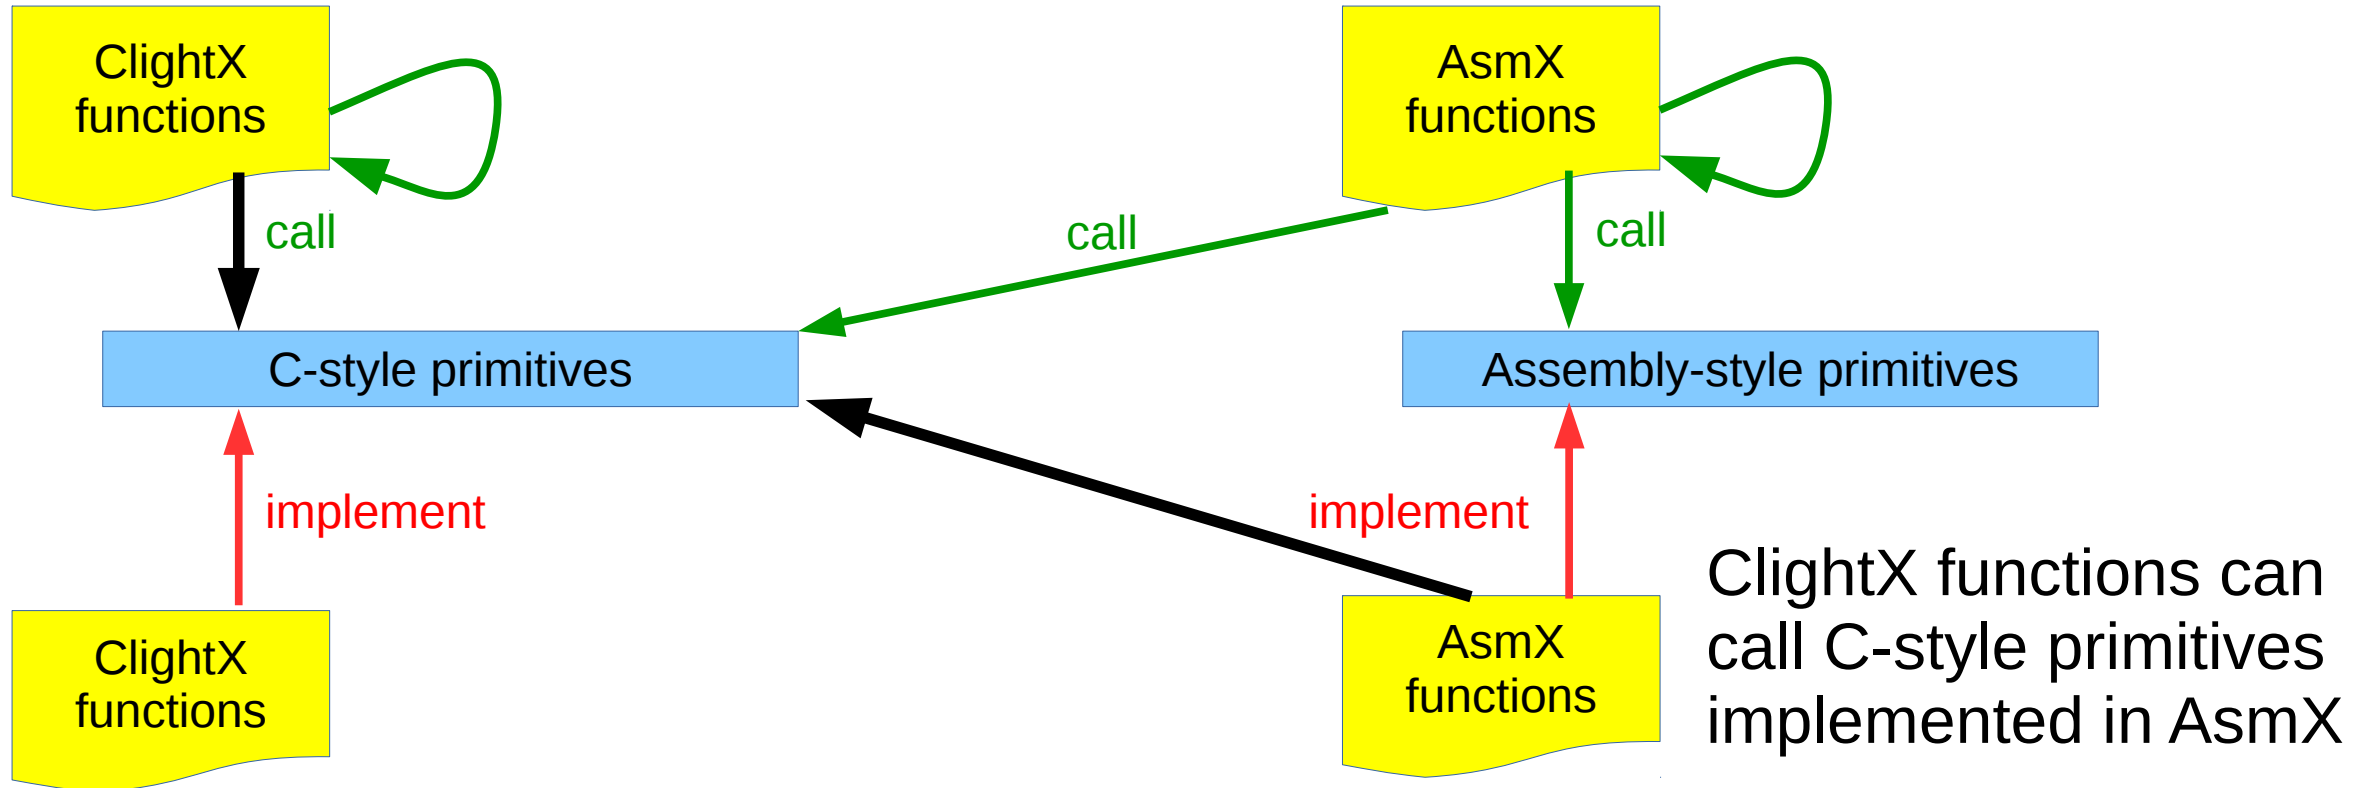 ClightX
functions
AsmX
functions
call
call
call
C-style primitives
Assembly-style primitives
implement
implement
ClightX
functions
AsmX
functions
ClightX functions can
call C-style primitives
implemented in AsmX